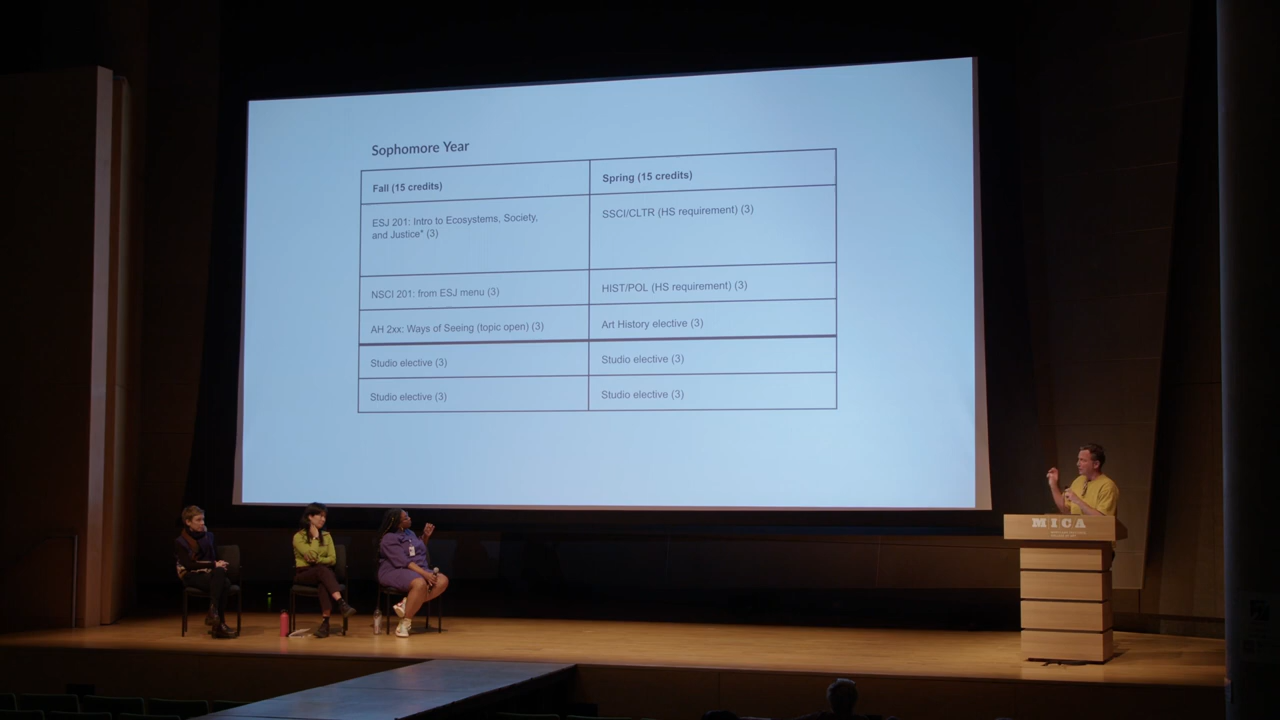 Sophomore Year
Fall (15 credits)
Spring (15 credits)
ESJ 201: Intro to Ecosystems, Society,
and Justice* (3)
SSCI/CLTR (HS requirement) (3)
NSCI 201: from ESJ menu (3)
HIST/POL (HS requirement) (3)
AH 2xx: Ways of Seeing (topic open) (3)
Art History elective (3)
Studio elective (3)
Studio elective (3)
Studio elective (3)
Studio elective (3)
MICA